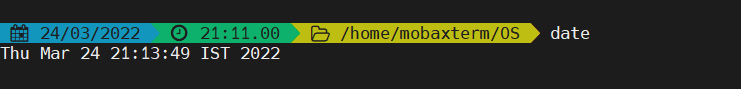 24/03/2022 21:11.00 /home/mobaxterm/OS date
Thu Mar 24 21:13:49 IST 2022